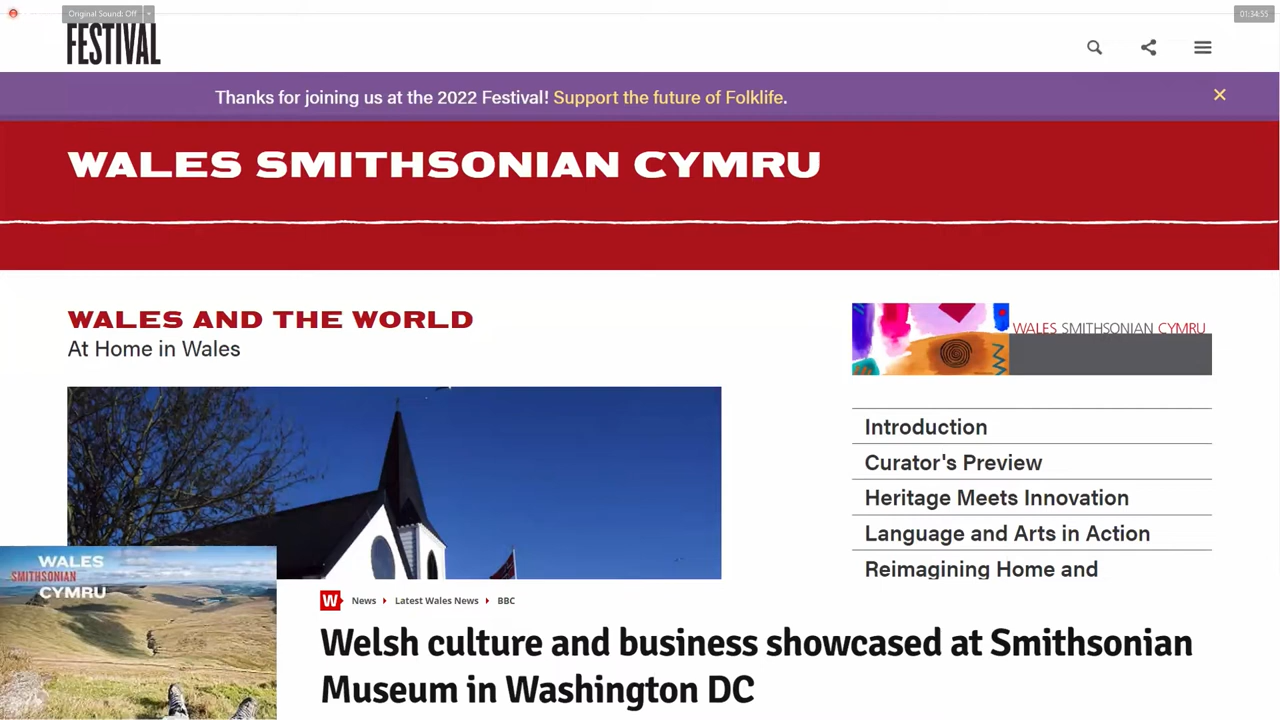 Original Sound: Off
01:34:55
FESTIVAL
Thanks for joining us at the 2022 Festival! Support the future of Folklife.
WALES SMITHSONIAN CYMRU
WALES AND THE WORLD
At Home in Wales
WALES SMITHSONIAN CYMRU
Introduction
Curator's Preview
Heritage Meets Innovation
Language and Arts in Action
Reimagining Home and
WALES
SMITHSONIAN
CYMRU
W News Latest Wales News BBC
Welsh culture and business showcased at Smithsonian
Museum in Washington DC